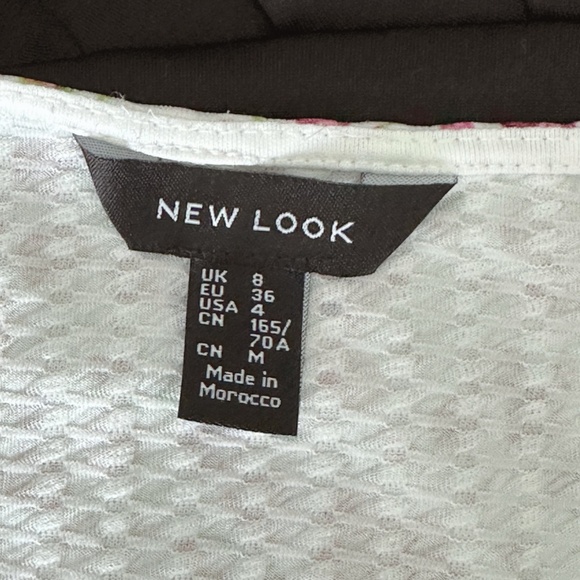 NEW LOOK
UK 8
EU 36
USA 4
CN 165/
70A
CN M
Made in
Morocco